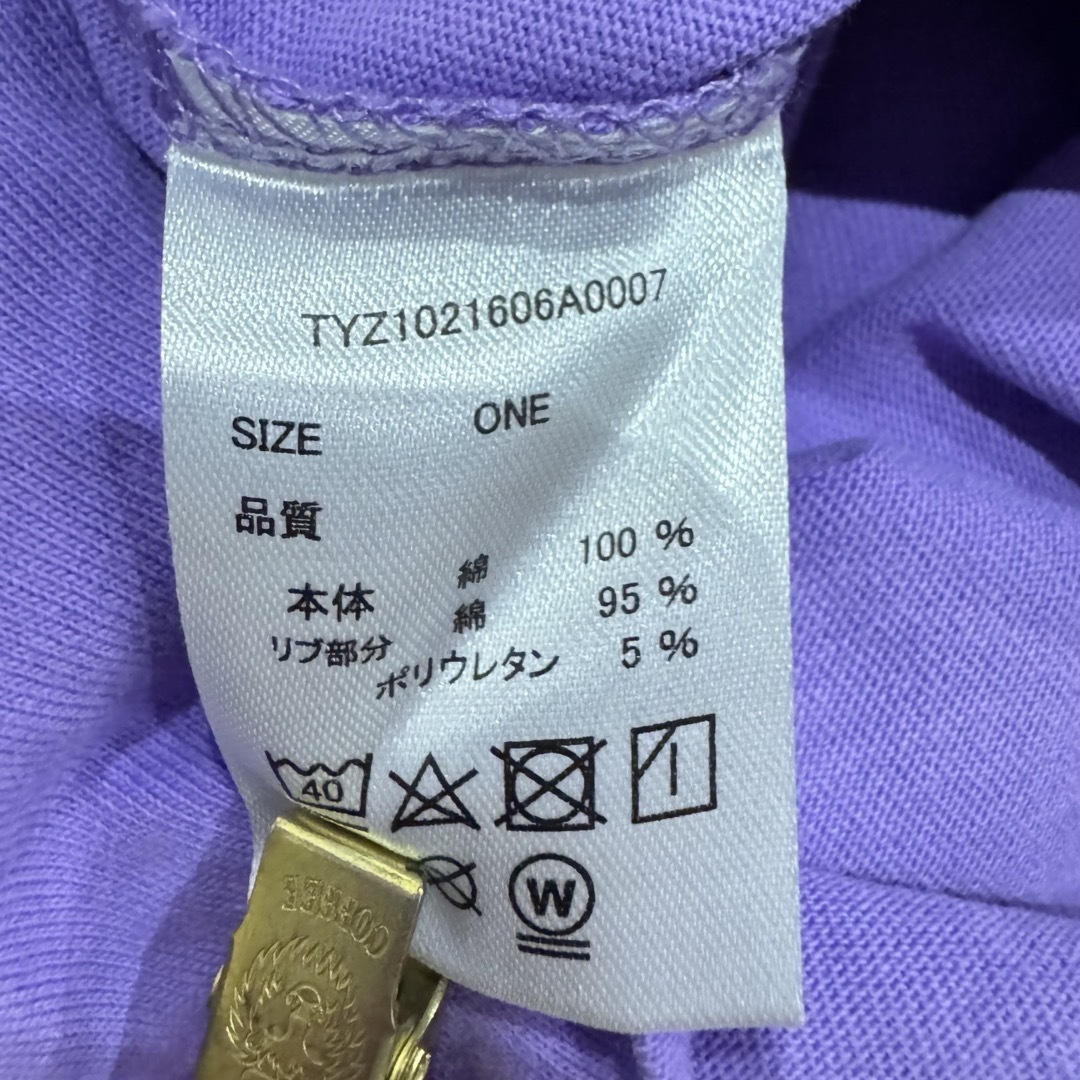 TYZ1021606A0007
SIZE ONE
品質
本体 綿 100 %
リブ部分 綿 95 %
ポリウレタン 5 %
40
W
COFFEE